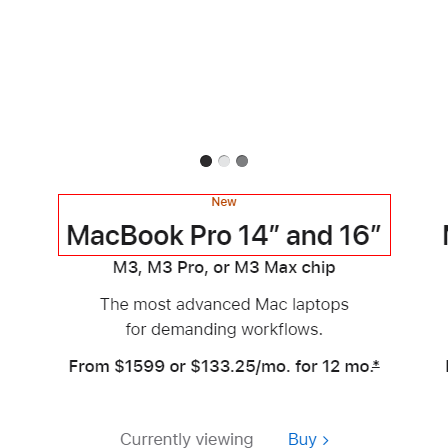 New
MacBook Pro 14” and 16”
M3, M3 Pro, or M3 Max chip
The most advanced Mac laptops
for demanding workflows.
From $1599 or $133.25/mo. for 12 mo.*
Currently viewing Buy >